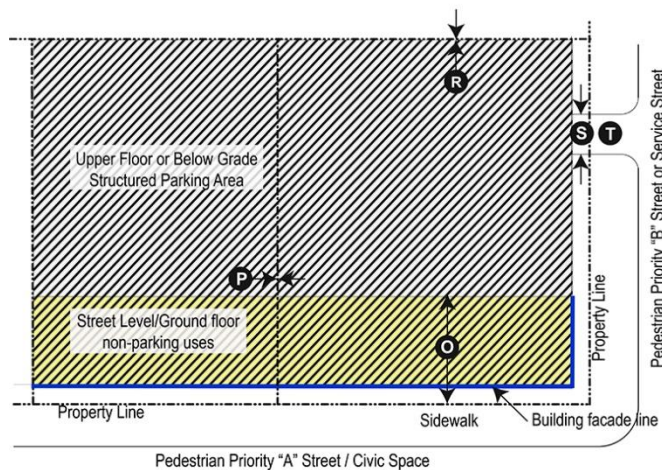 R
S T
Upper Floor or Below Grade
Structured Parking Area
Pedestrian Priority "B" Street or Service Street
P
Property Line
Street Level/Ground floor
non-parking uses
O
Property Line
Sidewalk
Building facade line
Pedestrian Priority "A" Street / Civic Space